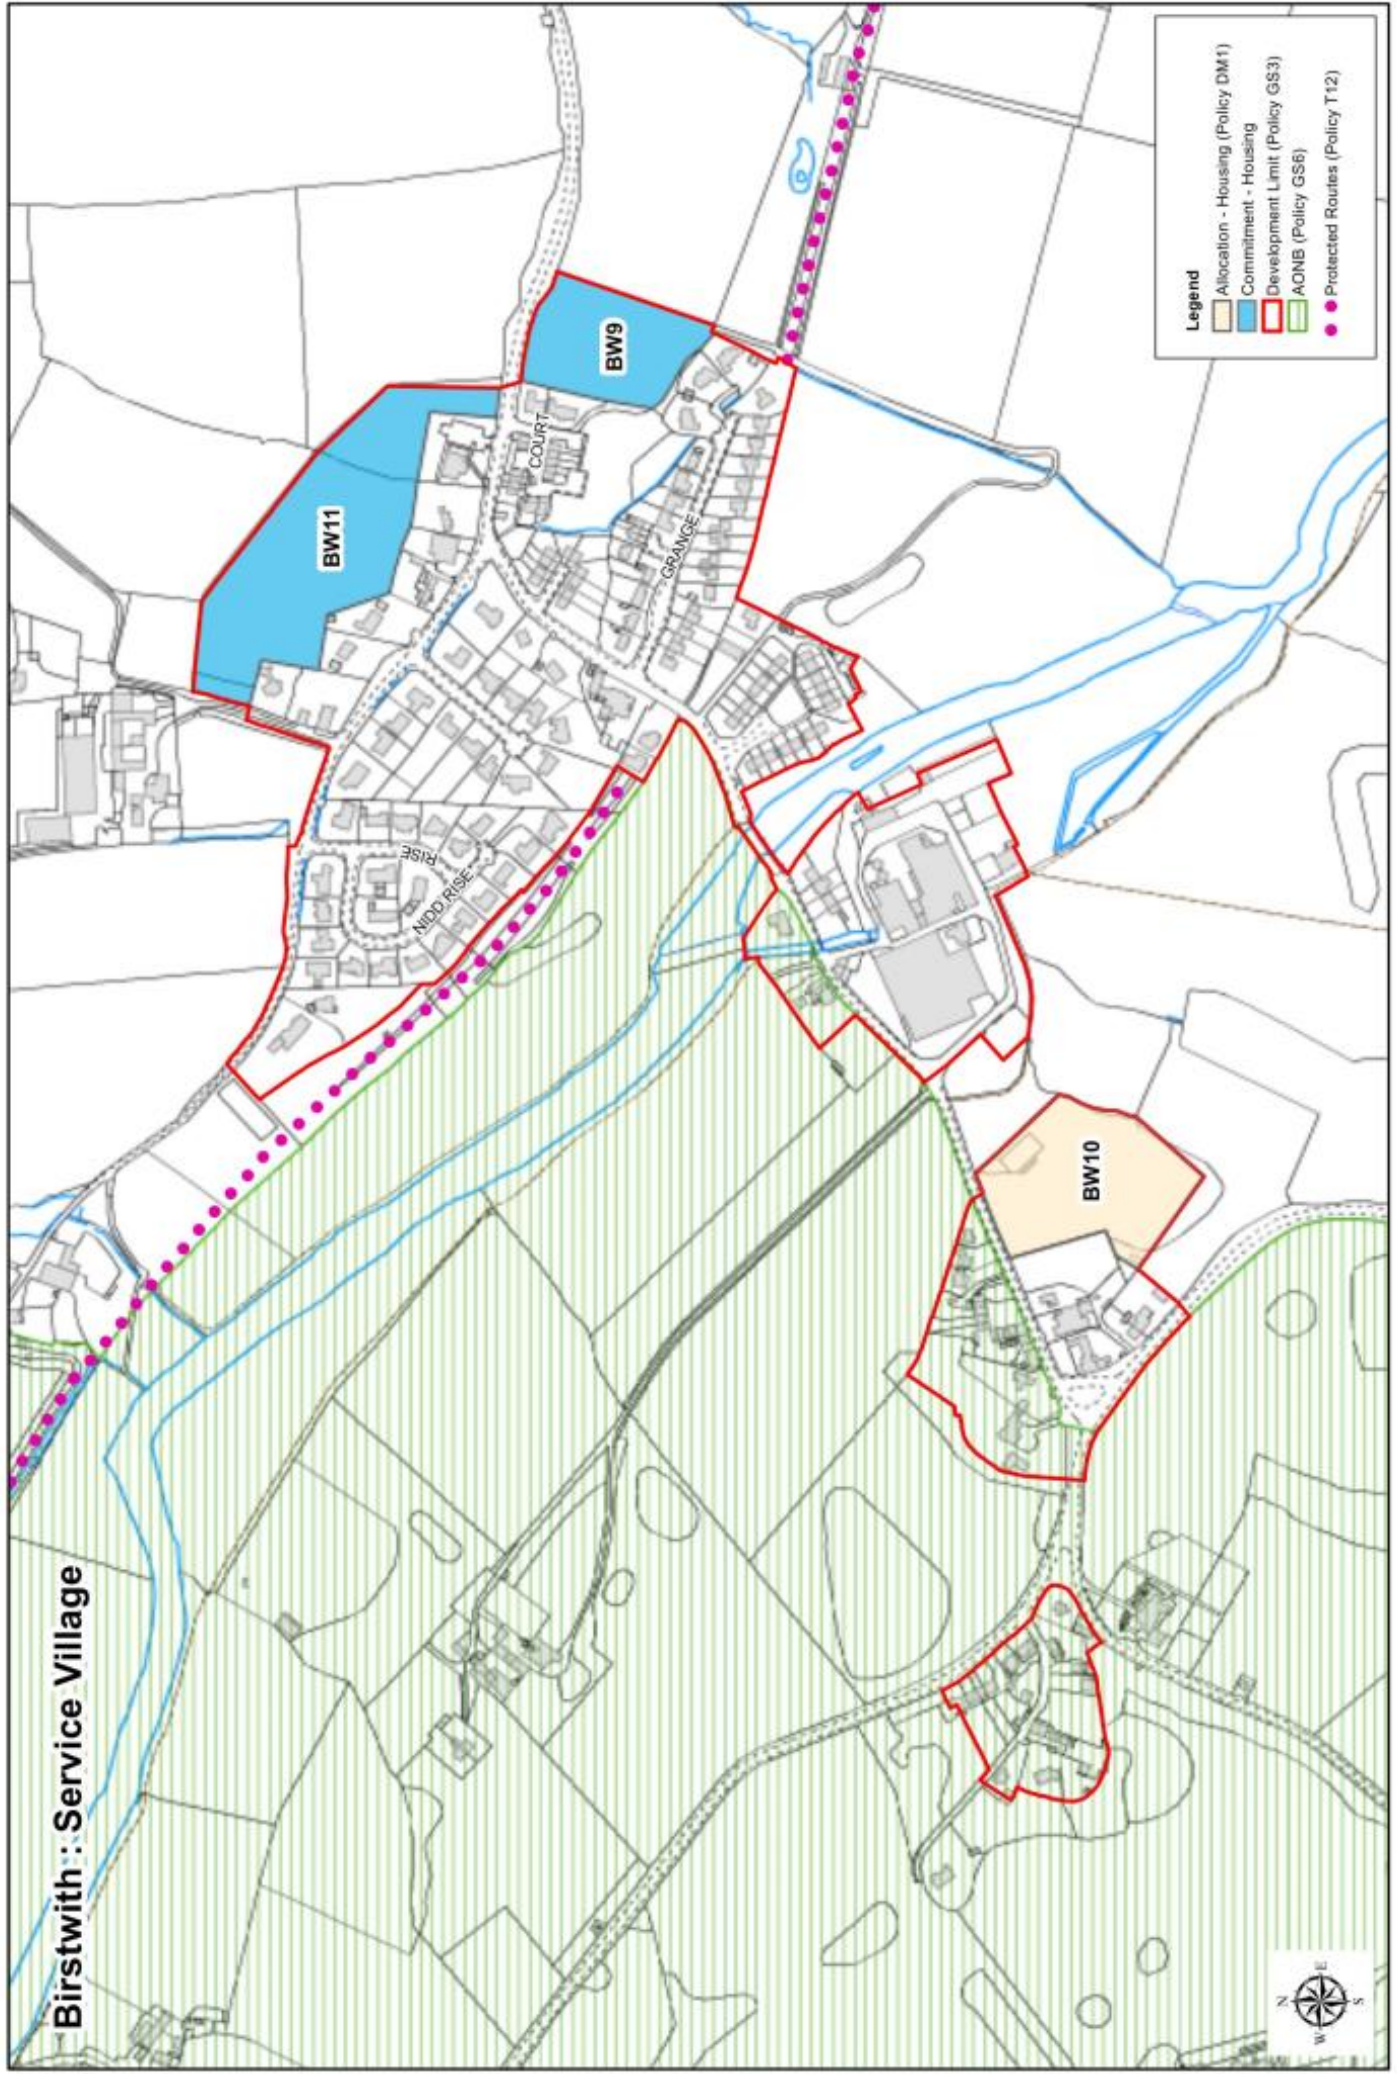 Birstwith : Service Village
BW11
BW9
COURT
GRANGE
RISE
NIDD RISE
BW10
Legend
Allocation - Housing (Policy DM1)
Commitment - Housing
Development Limit (Policy GS3)
AONB (Policy GS6)
Protected Routes (Policy T12)
N
W E
S